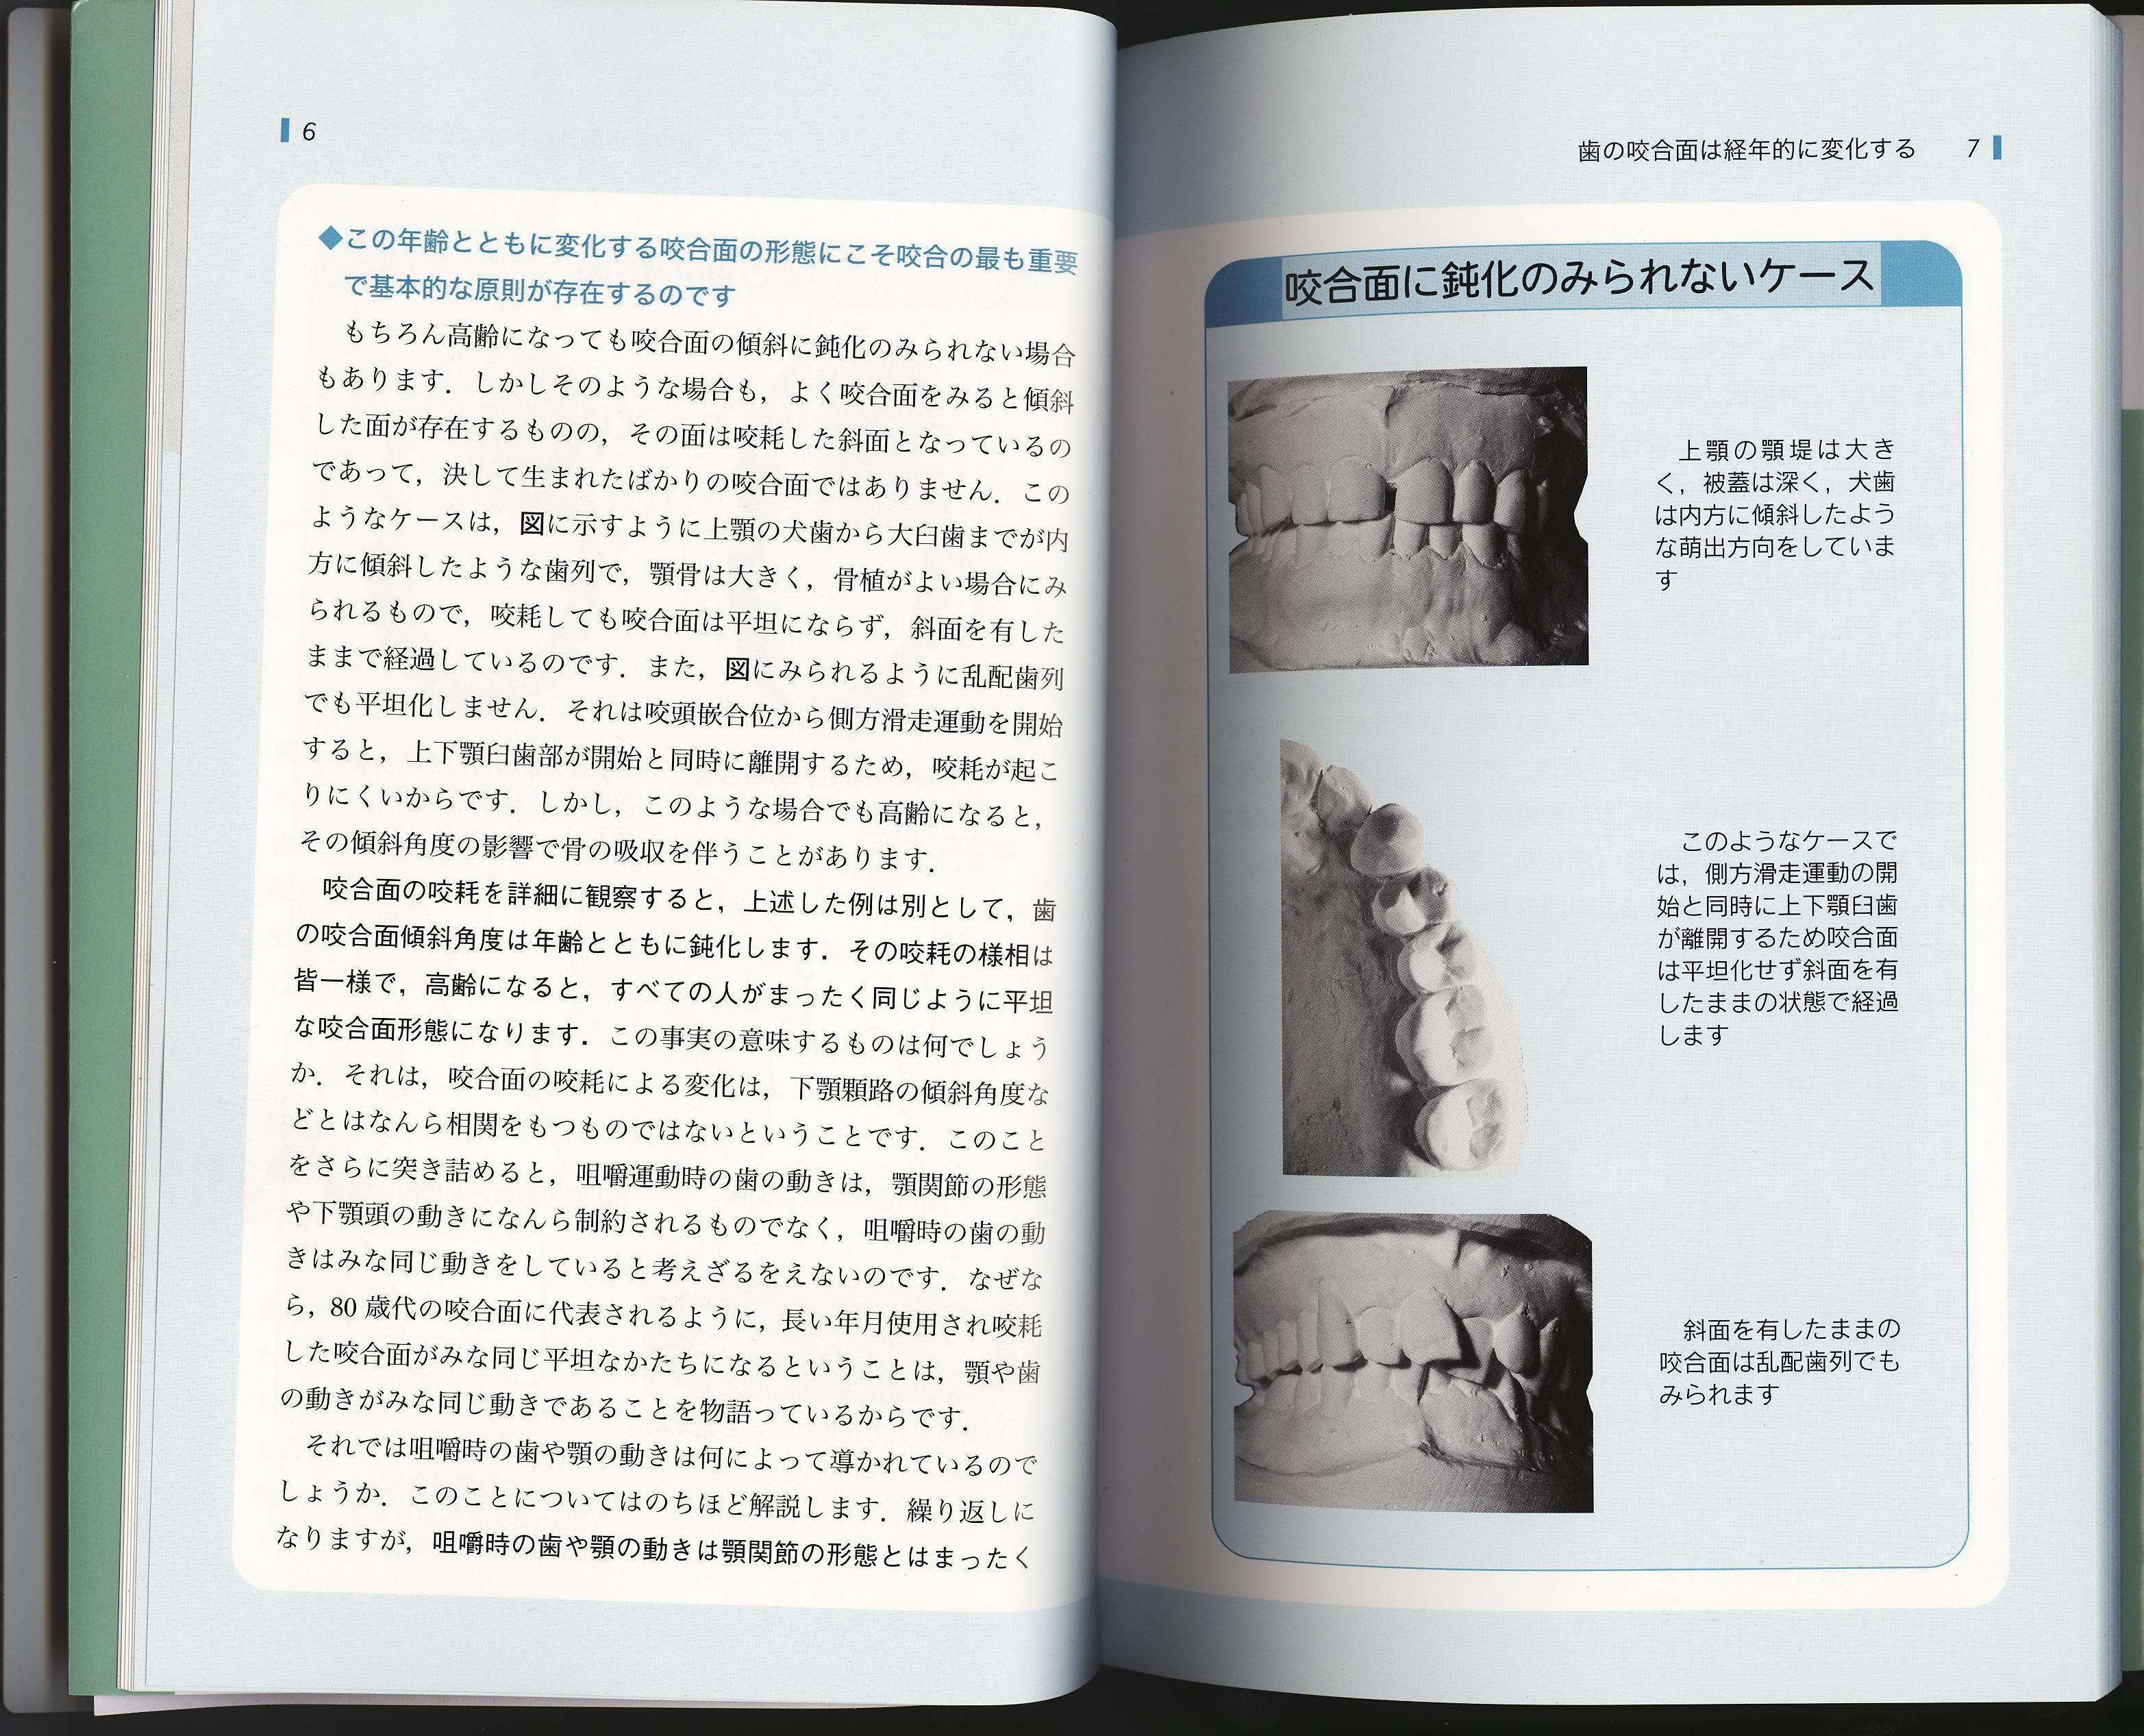 6
◆この年齢とともに変化する咬合面の形態にこそ咬合の最も重要
で基本的な原則が存在するのです
もちろん高齢になっても咬合面の傾斜に鈍化のみられない場合
もあります．しかしそのような場合も，よく咬合面をみると傾斜
した面が存在するものの，その面は咬耗した斜面となっているの
であって，決して生まれたばかりの咬合面ではありません．この
ようなケースは，図に示すように上顎の犬歯から大臼歯までが内
方に傾斜したような歯列で，顎骨は大きく，骨植がよい場合にみ
られるもので，咬耗しても咬合面は平坦にならず，斜面を有した
ままで経過しているのです．また，図にみられるように乱配歯列
でも平坦化しません．それは咬頭嵌合位から側方滑走運動を開始
すると，上下顎臼歯部が開始と同時に離開するため，咬耗が起こ
りにくいからです．しかし，このような場合でも高齢になると，
その傾斜角度の影響で骨の吸収を伴うことがあります．
咬合面の咬耗を詳細に観察すると，上述した例は別として，歯
の咬合面傾斜角度は年齢とともに鈍化します．その咬耗の様相は
皆一様で，高齢になると，すべての人がまったく同じように平坦
な咬合面形態になります．この事実の意味するものは何でしょう
か．それは，咬合面の咬耗による変化は，下顎顆路の傾斜角度な
どとはなんら相関をもつものではないということです．このこと
をさらに突き詰めると，咀嚼運動時の歯の動きは，顎関節の形態
や下顎頭の動きになんら制約されるものでなく，咀嚼時の歯の動
きはみな同じ動きをしていると考えざるをえないのです．なぜな
ら，80 歳代の咬合面に代表されるように，長い年月使用され咬耗
した咬合面がみな同じ平坦なかたちになるということは，顎や歯
の動きがみな同じ動きであることを物語っているからです．
それでは咀嚼時の歯や顎の動きは何によって導かれているので
しょうか．このことについてはのちほど解説します．繰り返しに
なりますが，咀嚼時の歯や顎の動きは顎関節の形態とはまったく
歯の咬合面は経年的に変化する 7
咬合面に鈍化のみられないケース
上顎の顎堤は大き
く，被蓋は深く，犬歯
は内方に傾斜したよう
な萌出方向をしていま
す
このようなケースで
は，側方滑走運動の開
始と同時に上下顎臼歯
が離開するため咬合面
は平坦化せず斜面を有
したままの状態で経過
します
斜面を有したままの
咬合面は乱配歯列でも
みられます